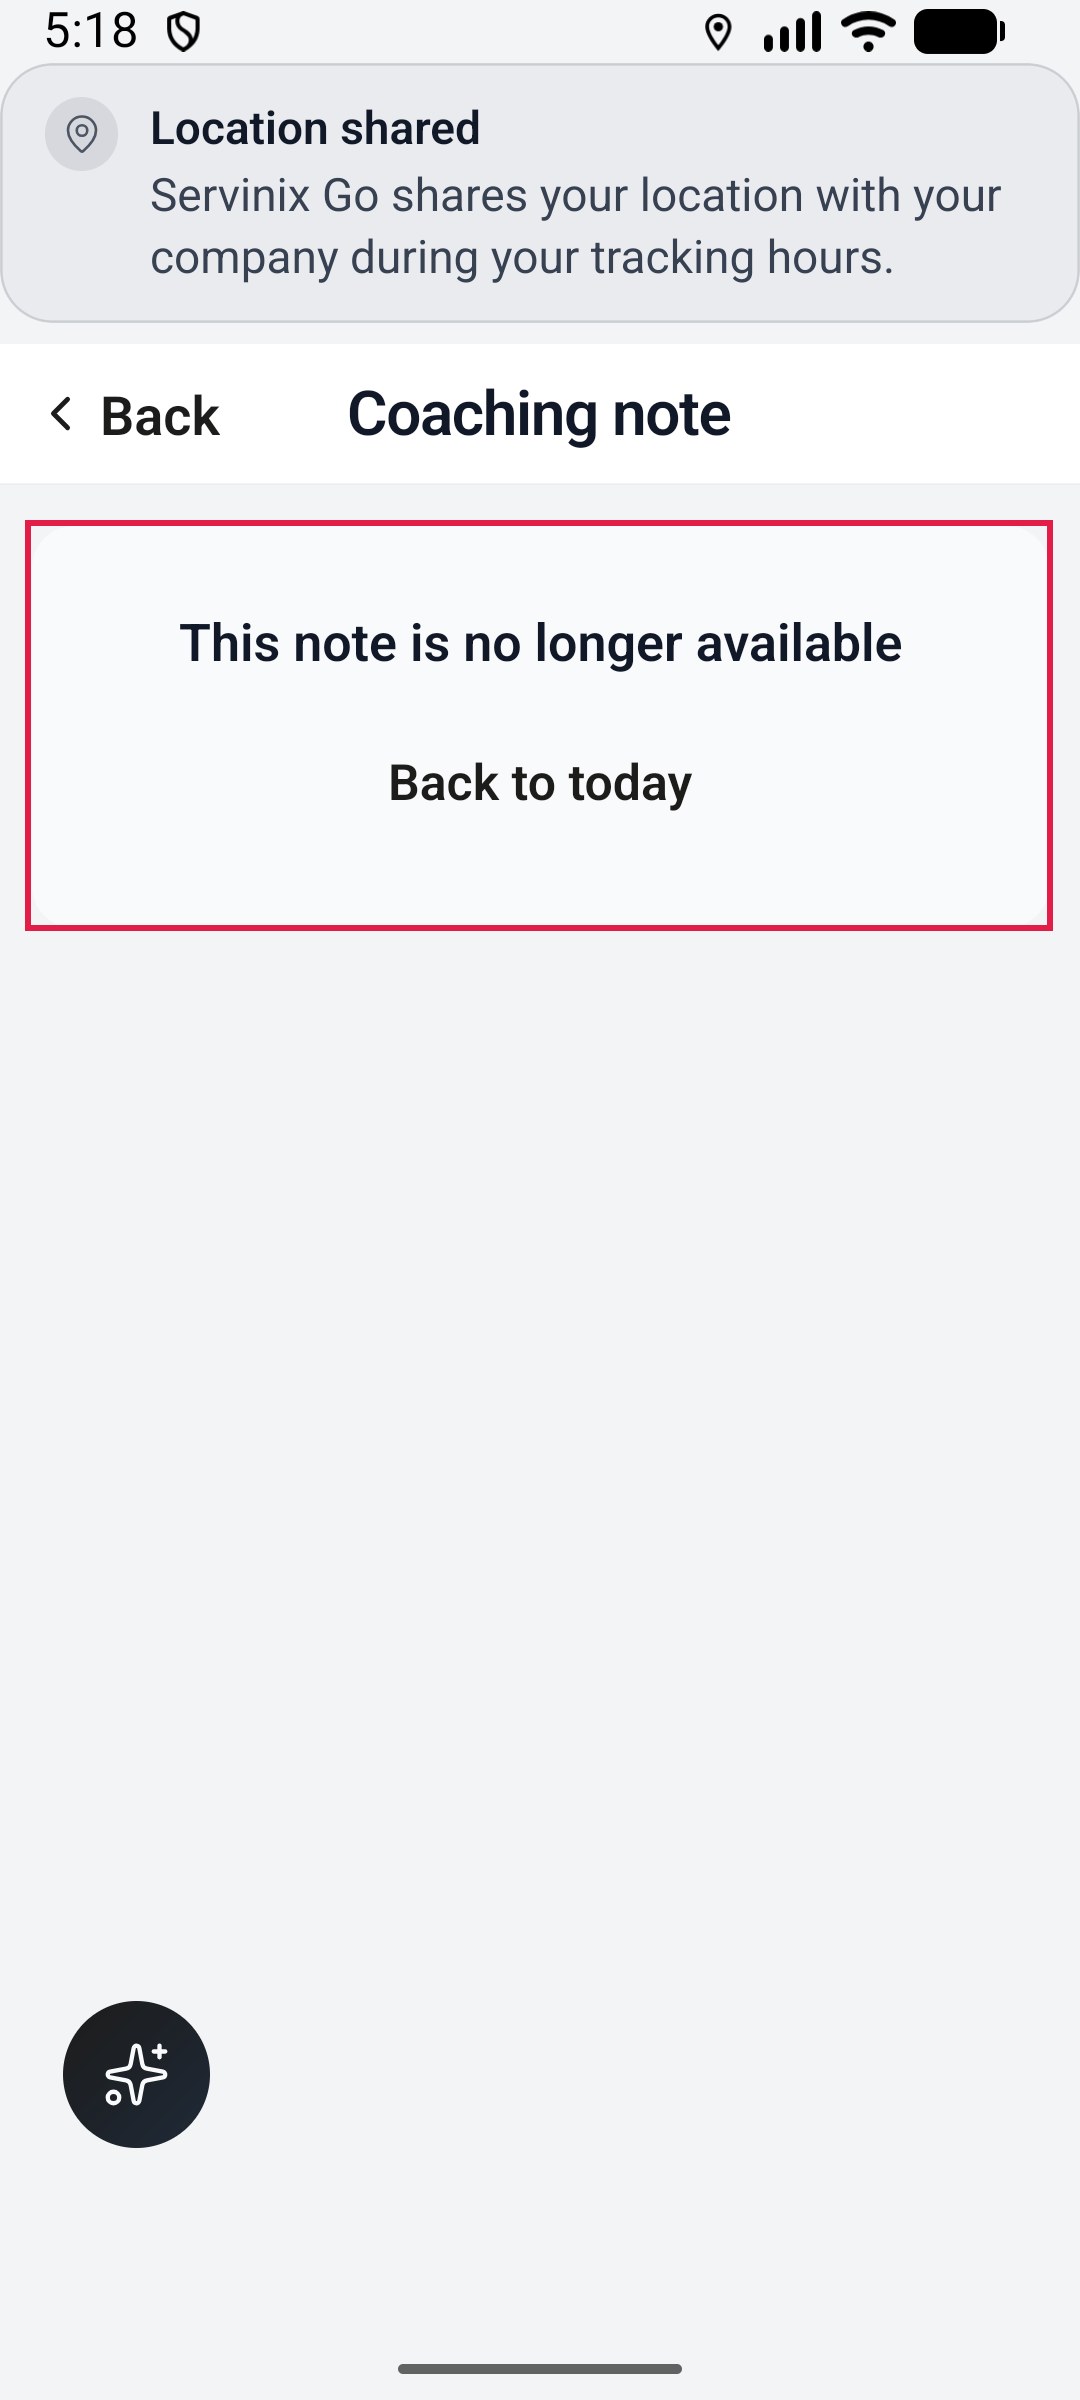 5:18
Location shared
Servinix Go shares your location with your
company during your tracking hours.
Back
Coaching note
This note is no longer available
Back to today